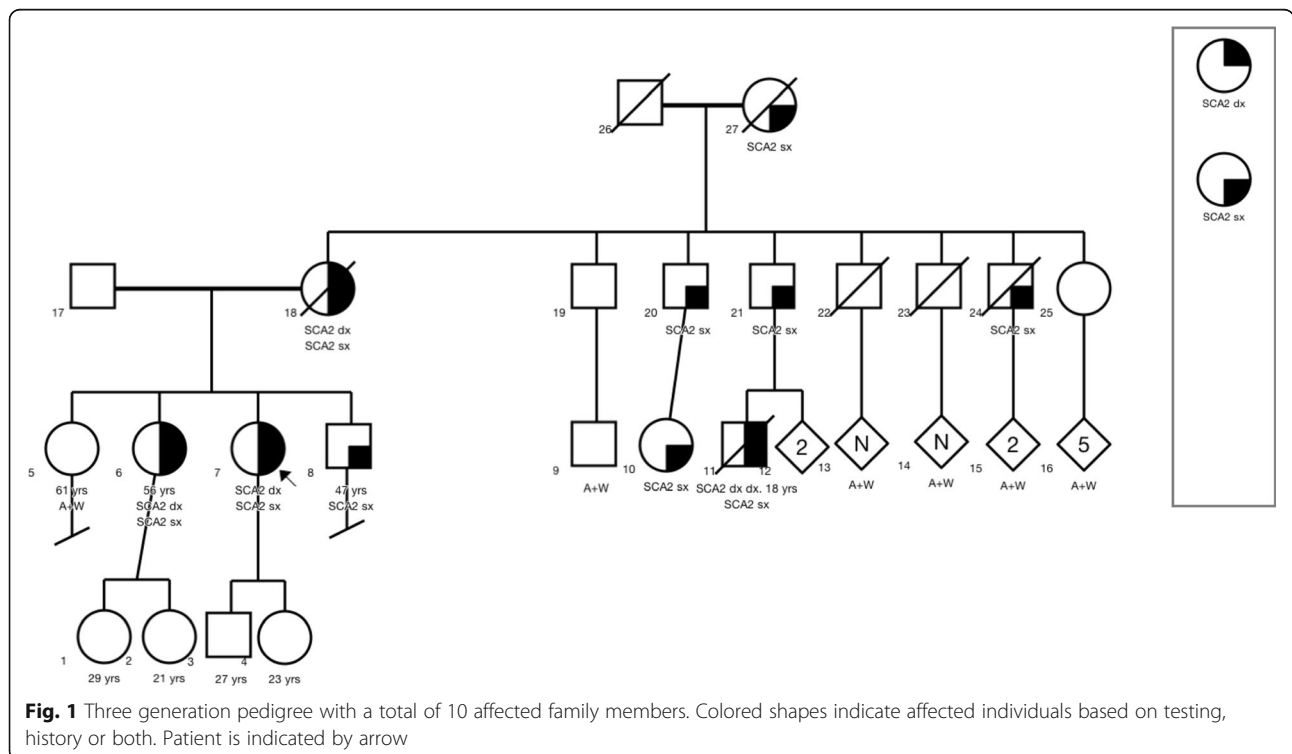 26
27
SCA2 sx
SCA2 dx
SCA2 sx
17
18
SCA2 dx
SCA2 sx
19
20
SCA2 sx
21
SCA2 sx
22
23
24
SCA2 sx
25
5
61 yrs
A+W
6
56 yrs
SCA2 dx
SCA2 sx
7
SCA2 dx
SCA2 sx
8
47 yrs
SCA2 sx
9
A+W
10
SCA2 sx
11
SCA2 dx dx. 18 yrs
SCA2 sx
12
2
13
N
A+W
14
N
A+W
15
2
A+W
16
5
A+W
1
29 yrs
2
21 yrs
3
27 yrs
4
23 yrs
Fig. 1 Three generation pedigree with a total of 10 affected family members. Colored shapes indicate affected individuals based on testing,
history or both. Patient is indicated by arrow